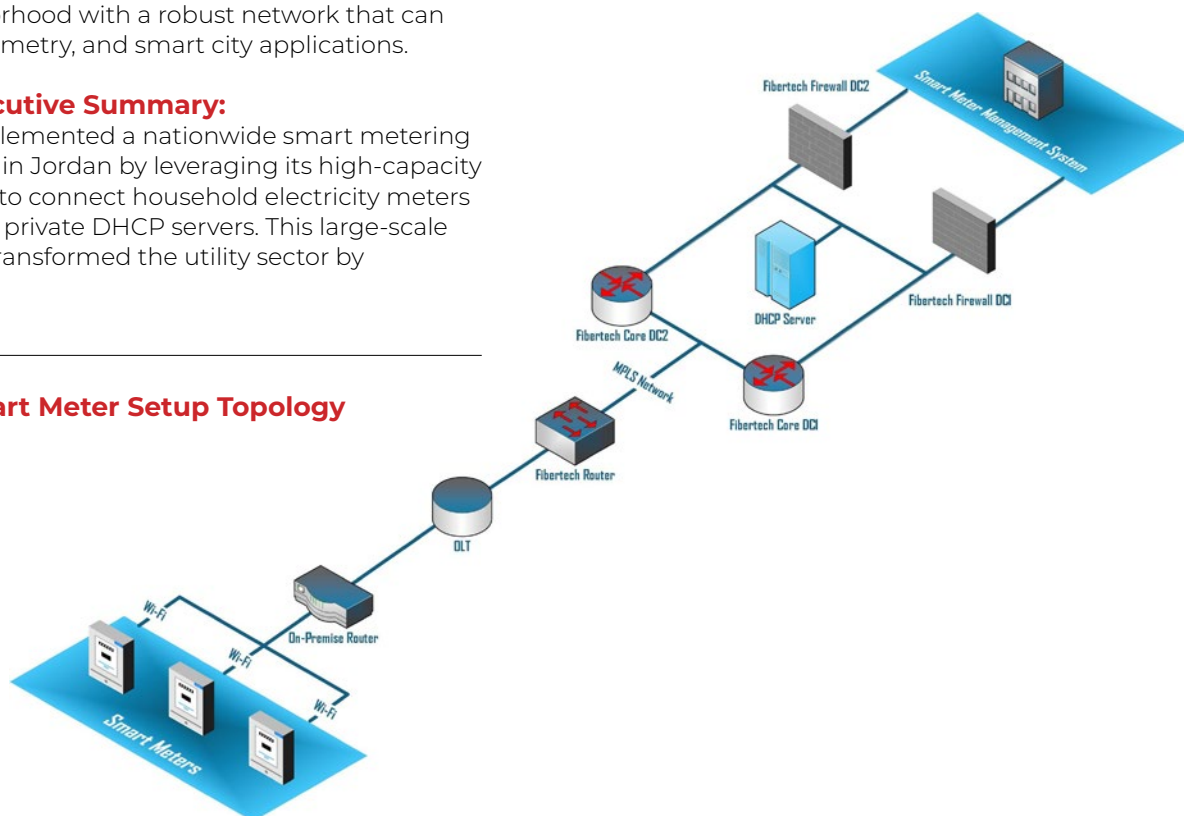 orhood with a robust network that can
metry, and smart city applications.
cutive Summary:
lemented a nationwide smart metering
in Jordan by leveraging its high-capacity
to connect household electricity meters
private DHCP servers. This large-scale
ransformed the utility sector by
art Meter Setup Topology
Smart Meter Management System
Fibertech Firewall DC2
Fibertech Firewall DC1
DHCP Server
Fibertech Core DC2
Fibertech Core DC1
MPLS Network
Fibertech Router
OLT
On-Premise Router
Wi-Fi
Wi-Fi
Wi-Fi
Smart Meters